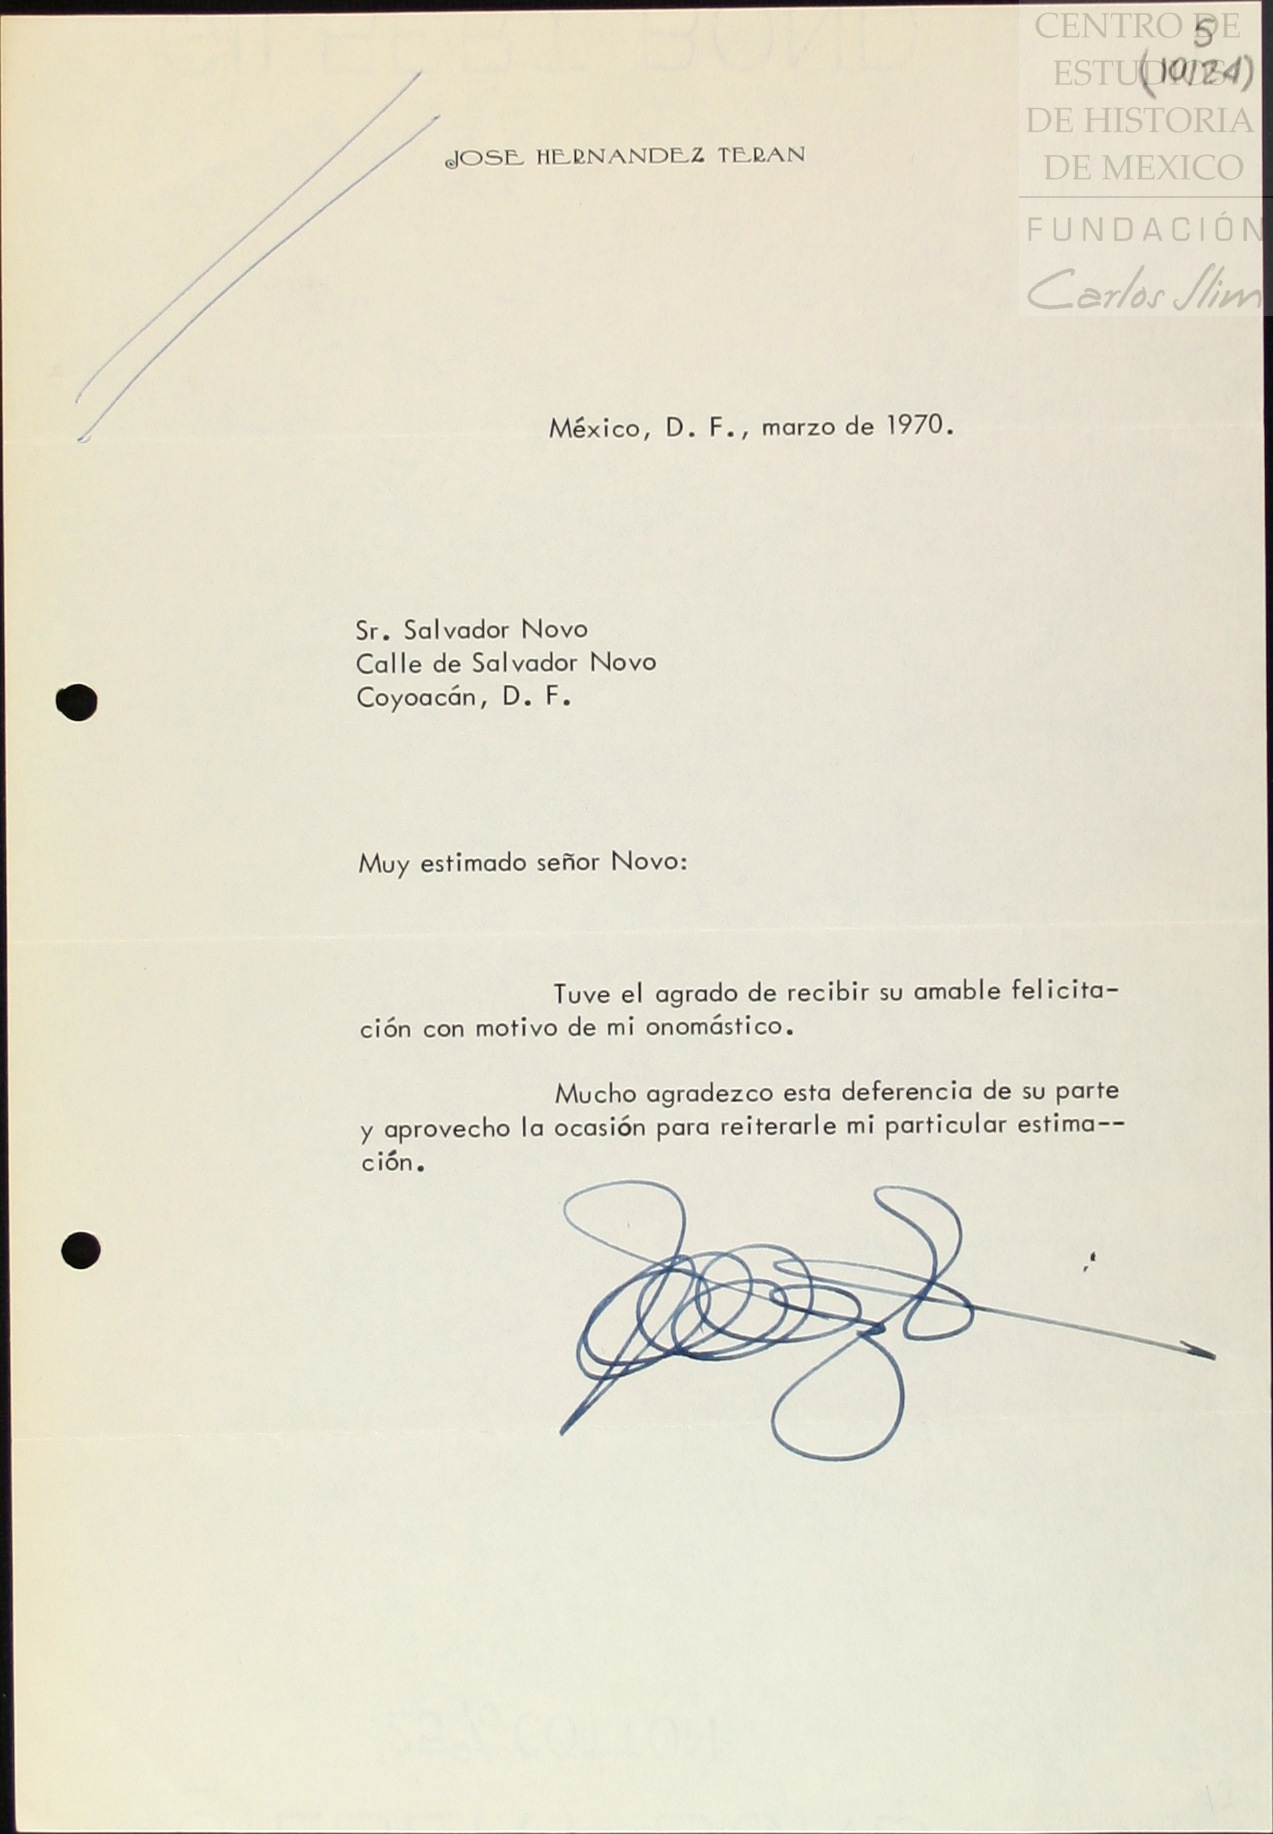 CENTRO DE
ESTUDIOS
DE HISTORIA
DE MEXICO
FUNDACIÓN
Carlos Slim
5
(10/24)
JOSE HERNANDEZ TERAN
México, D. F., marzo de 1970.
Sr. Salvador Novo
Calle de Salvador Novo
Coyoacán, D. F.
Muy estimado señor Novo:
Tuve el agrado de recibir su amable felicita-
ción con motivo de mi onomástico.
Mucho agradezco esta deferencia de su parte
y aprovecho la ocasión para reiterarle mi particular estima--
ción.